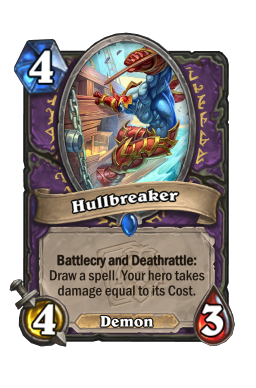 4
Hullbreaker
Battlecry and Deathrattle:
Draw a spell. Your hero takes
damage equal to its Cost.
4
Demon
3